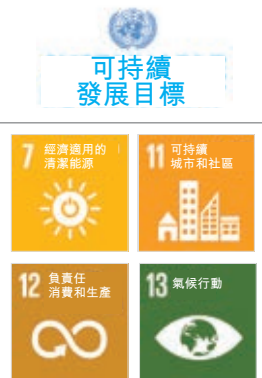 可持續
發展目標
7 經濟適用的
清潔能源
11 可持續
城市和社區
12 負責任
消費和生產
13 氣候行動